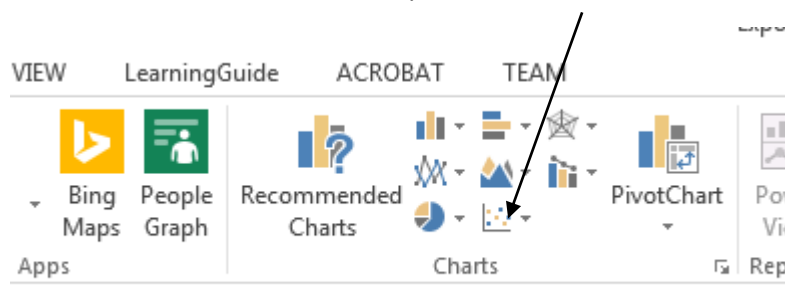 VIEW LearningGuide ACROBAT TEAM
Bing Maps
People Graph
Recommended Charts
PivotChart
Apps Charts